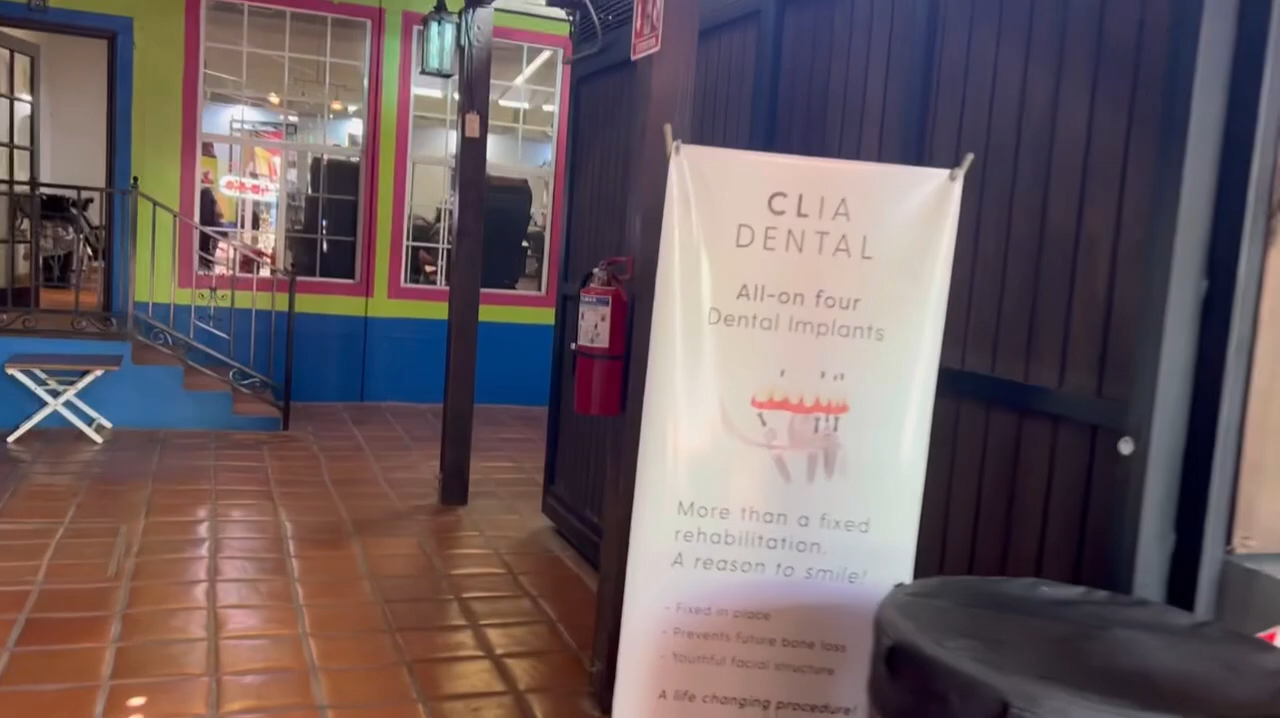 CLIA
DENTAL
All-on four
Dental Implants
More than a fixed
rehabilitation.
A reason to smile!
- Fixed in place
- Prevents future bone loss
- Youthful facial structure
A life changing procedure!